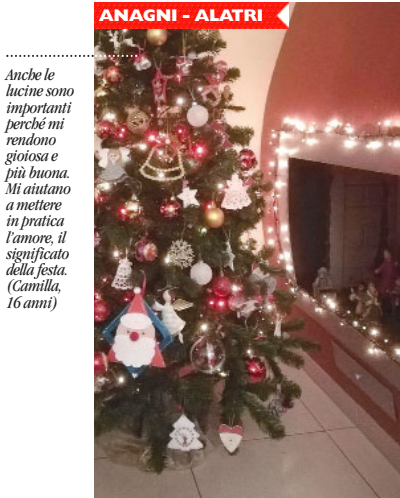 ANAGNI - ALATRI
Anche le
lucine sono
importanti
perché mi
rendono
gioiosa e
più buona.
Mi aiutano
a mettere
in pratica
l'amore, il
significato
della festa.
(Camilla,
16 anni)